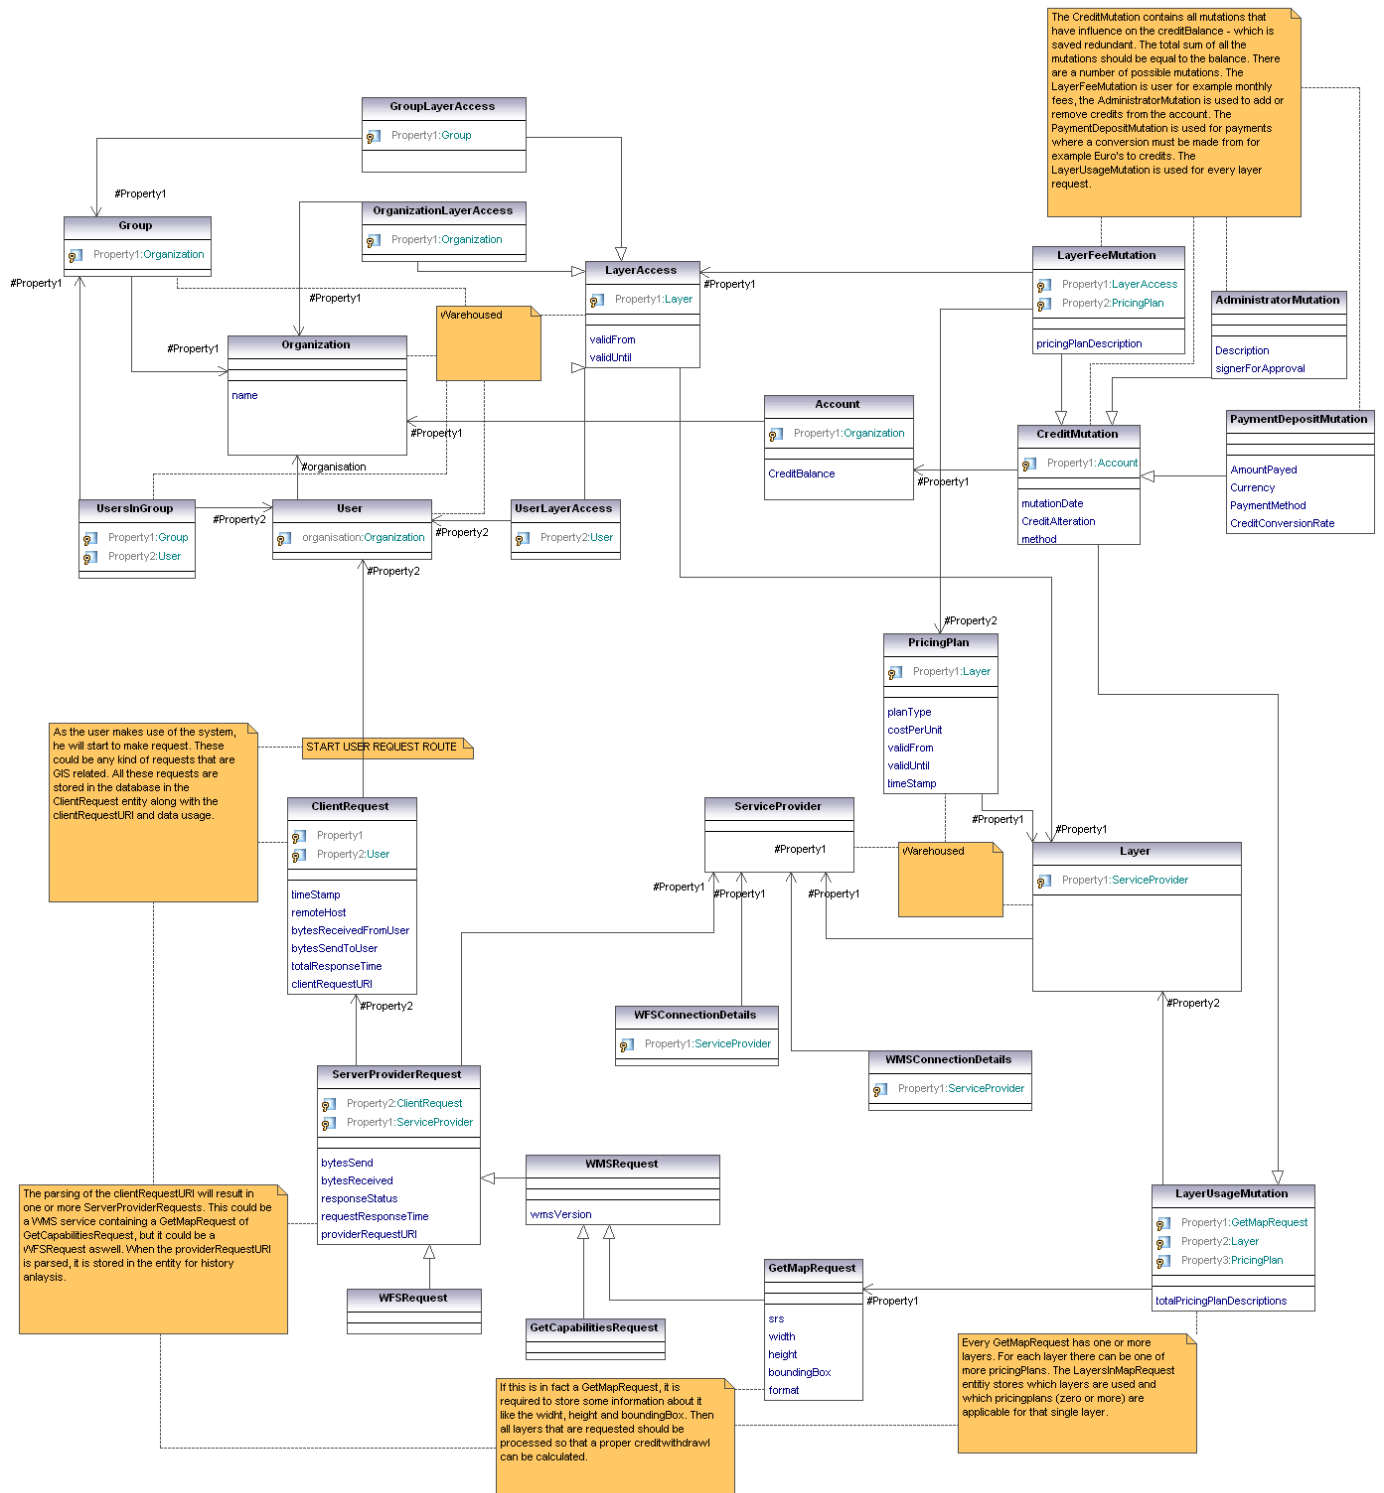 The CreditMutation contains all mutations that
have influence on the creditBalance - which is
saved redundant. The total sum of all the
mutations should be equal to the balance. There
are a number of possible mutations. The
LayerFeeMutation is user for example monthly
fees, the AdministratorMutation is used to add or
remove credits from the account. The
PaymentDepositMutation is used for payments
where a conversion must be made from for
example Euro's to credits. The
LayerUsageMutation is used for every layer
request.
GroupLayerAccess
Property1:Group
#Property1
Group
Property1:Organization
#Property1
OrganizationLayerAccess
Property1:Organization
#Property1
LayerAccess
Property1:Layer
validFrom
validUntil
#Property1
LayerFeeMutation
Property1:LayerAccess
Property2:PricingPlan
pricingPlanDescription
AdministratorMutation
Description
signerForApproval
Warehoused
#Property1
Organization
name
#Property1
#organisation
Account
Property1:Organization
CreditBalance
#Property1
CreditMutation
Property1:Account
mutationDate
CreditAlteration
method
PaymentDepositMutation
AmountPayed
Currency
PaymentMethod
CreditConversionRate
UsersInGroup
Property1:Group
Property2:User
#Property2
User
organisation:Organization
#Property2
UserLayerAccess
Property2:User
#Property2
#Property2
PricingPlan
Property1:Layer
planType
costPerUnit
validFrom
validUntil
timeStamp
#Property1
#Property1
As the user makes use of the system,
he will start to make request. These
could be any kind of requests that are
GIS related. All these requests are
stored in the database in the
ClientRequest entity along with the
clientRequestURI and data usage.
START USER REQUEST ROUTE
ClientRequest
Property1
Property2:User
timeStamp
remoteHost
bytesReceivedFromUser
bytesSendToUser
totalResponseTime
clientRequestURI
#Property2
ServiceProvider
#Property1
#Property1
#Property1
#Property1
Warehoused
Layer
Property1:ServiceProvider
#Property2
WFSConnectionDetails
Property1:ServiceProvider
WMSConnectionDetails
Property1:ServiceProvider
ServerProviderRequest
Property2:ClientRequest
Property1:ServiceProvider
bytesSend
bytesReceived
responseStatus
requestResponseTime
providerRequestURI
WMSRequest
wmsVersion
LayerUsageMutation
Property1:GetMapRequest
Property2:Layer
Property3:PricingPlan
totalPricingPlanDescriptions
The parsing of the clientRequestURI will result in
one or more ServerProviderRequests. This could be
a WMS service containing a GetMapRequest of
GetCapabilitiesRequest, but it could be a
WFSRequest aswell. When the providerRequestURI
is parsed, it is stored in the entity for history
anlaysis.
WFSRequest
GetCapabilitiesRequest
GetMapRequest
srs
width
height
boundingBox
format
#Property1
Every GetMapRequest has one or more
layers. For each layer there can be one of
more pricingPlans. The LayersInMapRequest
entitiy stores which layers are used and
which pricingplans (zero or more) are
applicable for that single layer.
If this is in fact a GetMapRequest, it is
required to store some information about it
like the widht, height and boundingBox. Then
all layers that are requested should be
processed so that a proper creditwithdrawl
can be calculated.